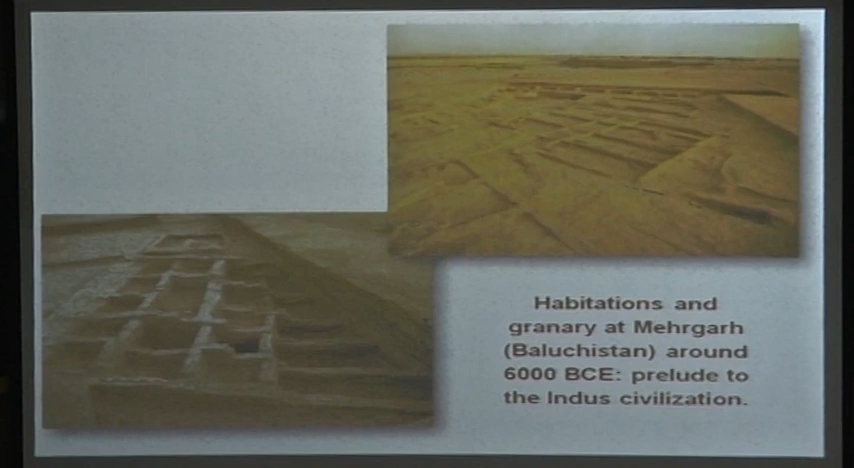 Habitations and
granary at Mehrgarh
(Baluchistan) around
6000 BCE: prelude to
the Indus civilization.